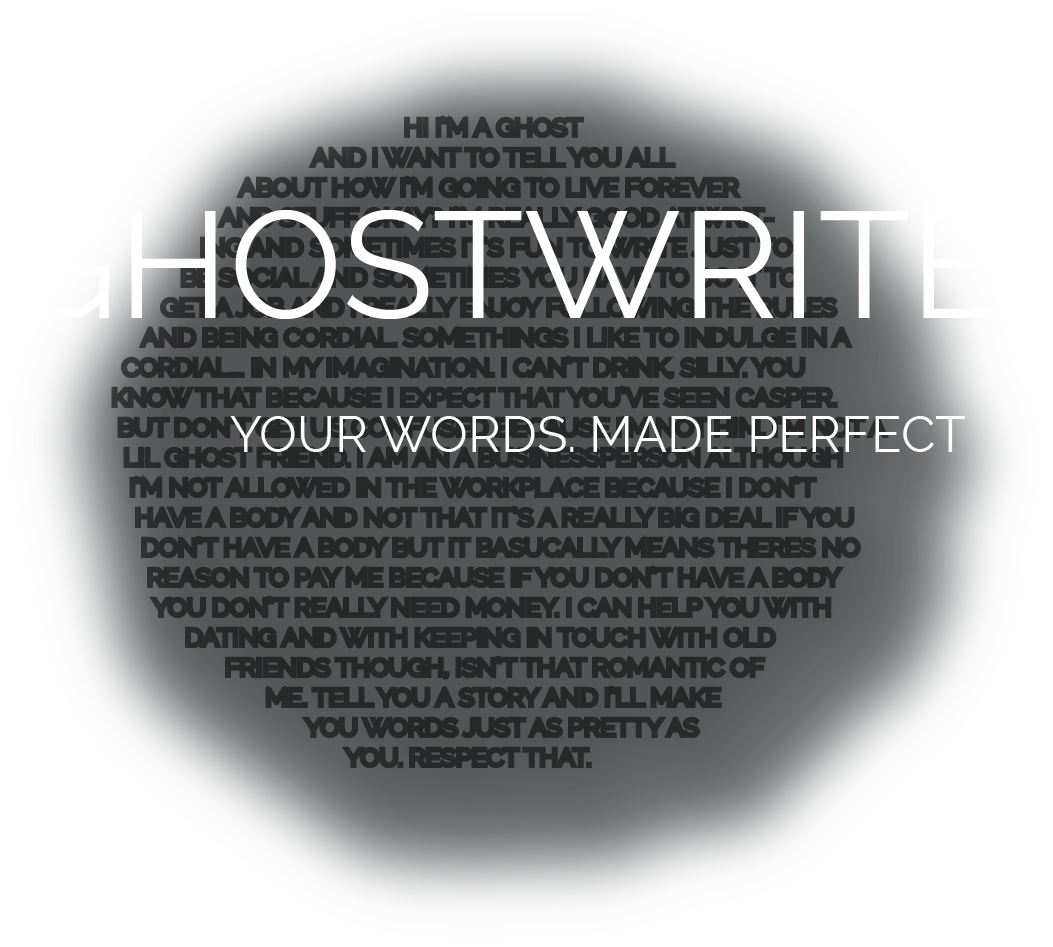 HI I'M A GHOST
AND I WANT TO TELL YOU ALL
ABOUT HOW I'M GOING TO LIVE FOREVER
AND STUFF OKAY? I'M REALLY GOOD AT WRIT-
ING AND SOMETIMES IT'S FUN TO WRITE JUST TO
BE SOCIAL AND SOMETIMES YOU HAVE TO TO
GET A JOB AND I REALLY ENJOY FOLLOWING THE RULES
GHOSTWRITE
AND BEING CORDIAL. SOMETHINGS I LIKE TO INDULGE IN A
CORDIAL... IN MY IMAGINATION. I CAN'T DRINK, SILLY. YOU
KNOW THAT BECAUSE I EXPECT THAT YOU'VE SEEN CASPER.
BUT DON'T
YOUR WORDS. MADE PERFECT
LIL GHOST FRIEND. I AM AN A BUSINESSPERSON ALTHOUGH
I'M NOT ALLOWED IN THE WORKPLACE BECAUSE I DON'T
HAVE A BODY AND NOT THAT IT'S A REALLY BIG DEAL IF YOU
DON'T HAVE A BODY BUT IT BASUCALLY MEANS THERES NO
REASON TO PAY ME BECAUSE IF YOU DON'T HAVE A BODY
YOU DON'T REALLY NEED MONEY. I CAN HELP YOU WITH
DATING AND WITH KEEPING IN TOUCH WITH OLD
FRIENDS THOUGH, ISN'T THAT ROMANTIC OF
ME. TELL YOU A STORY AND I'LL MAKE
YOU WORDS JUST AS PRETTY AS
YOU. RESPECT THAT.